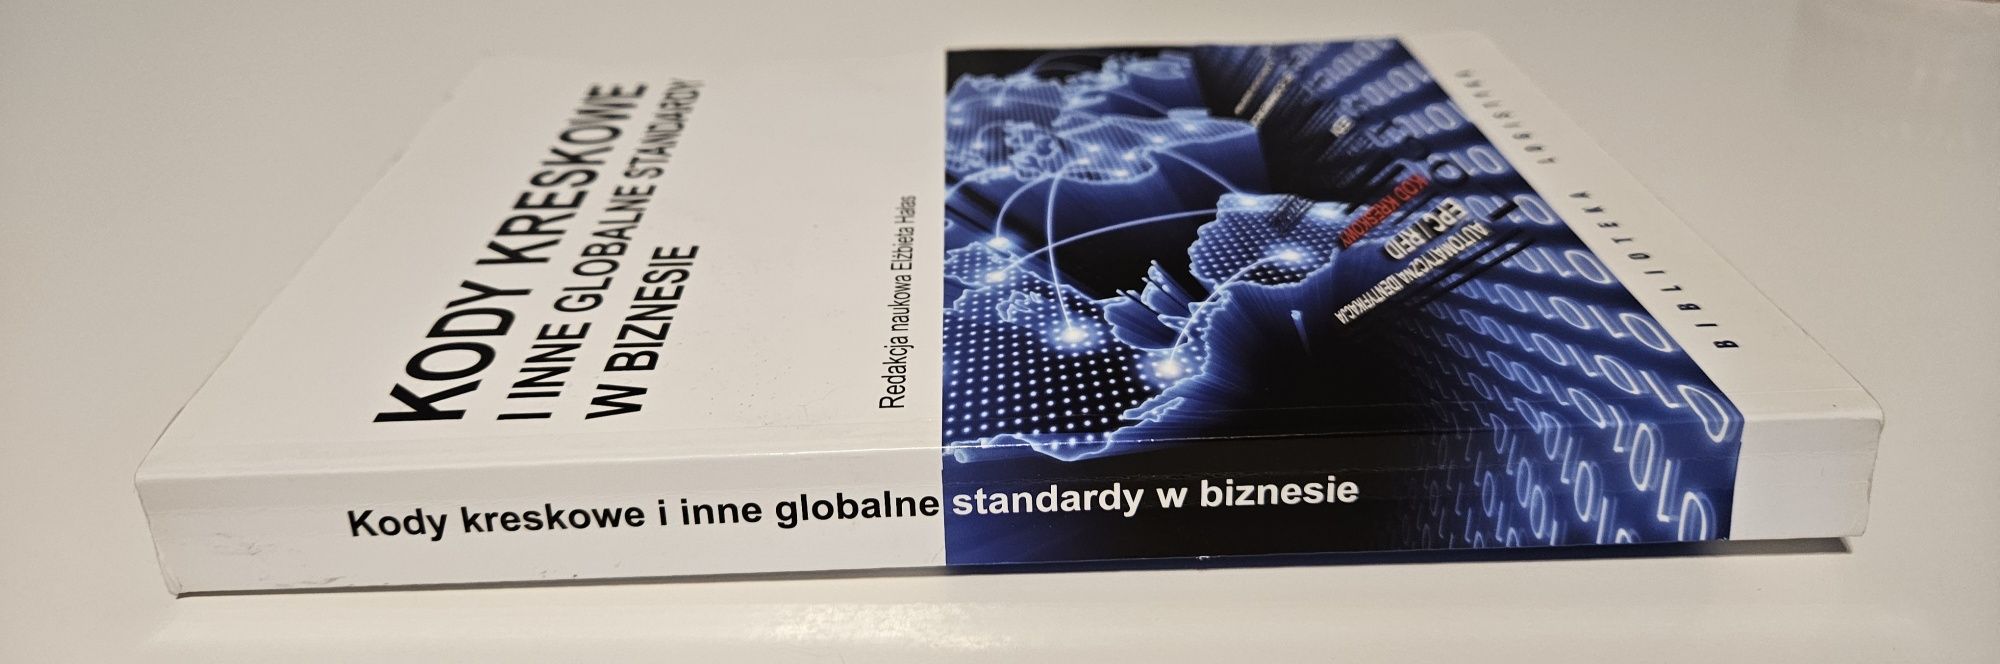 KODY KRESKOWE
I INNE GLOBALNE STANDARDY
W BIZNESIE
Redakcja naukowa Elżbieta Hałas
KOD KRESKOWY
EPC / RFID
AUTOMATYCZNA IDENTYFIKACJA
BIBLIOTEKA LOGISTYKA
Kody kreskowe i inne globalne standardy w biznesie